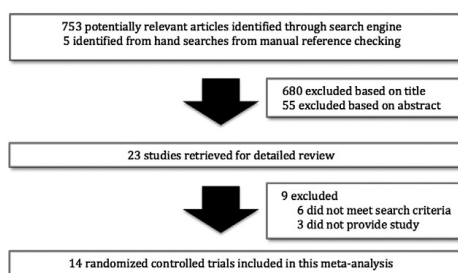 753 potentially relevant articles identified through search engine
5 identified from hand searches from manual reference checking
680 excluded based on title
55 excluded based on abstract
23 studies retrieved for detailed review
9 excluded
6 did not meet search criteria
3 did not provide study
14 randomized controlled trials included in this meta-analysis